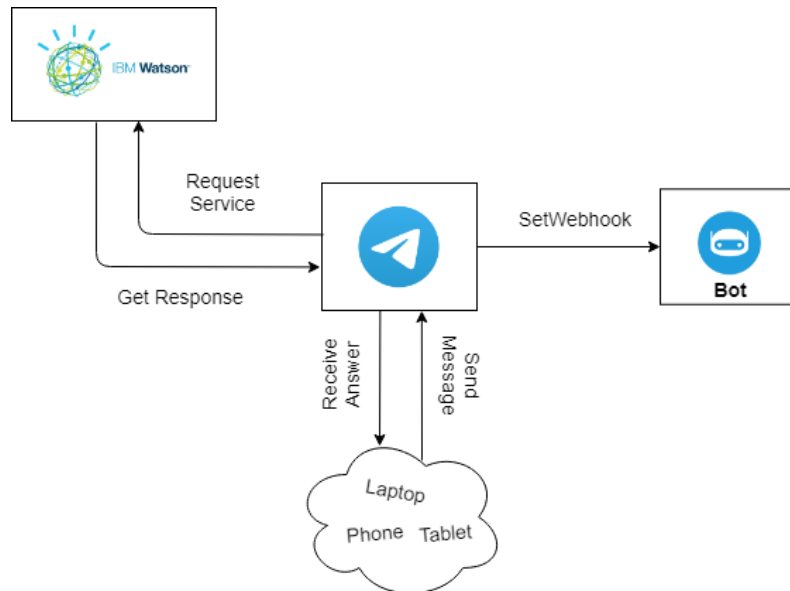 IBM Watson
Request
Service
Get Response
SetWebhook
Bot
Receive
Answer
Send
Message
Laptop
Phone
Tablet